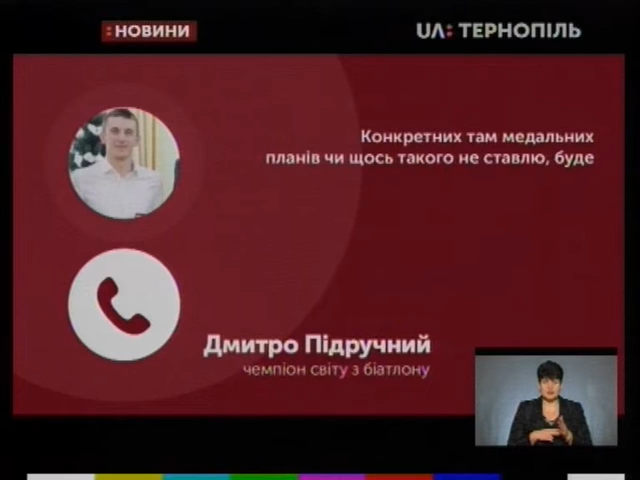 НОВИНИ
UA: ТЕРНОПІЛЬ
Конкретних там медальних
планів чи щось такого не ставлю, буде
Дмитро Підручний
чемпіон світу з біатлону